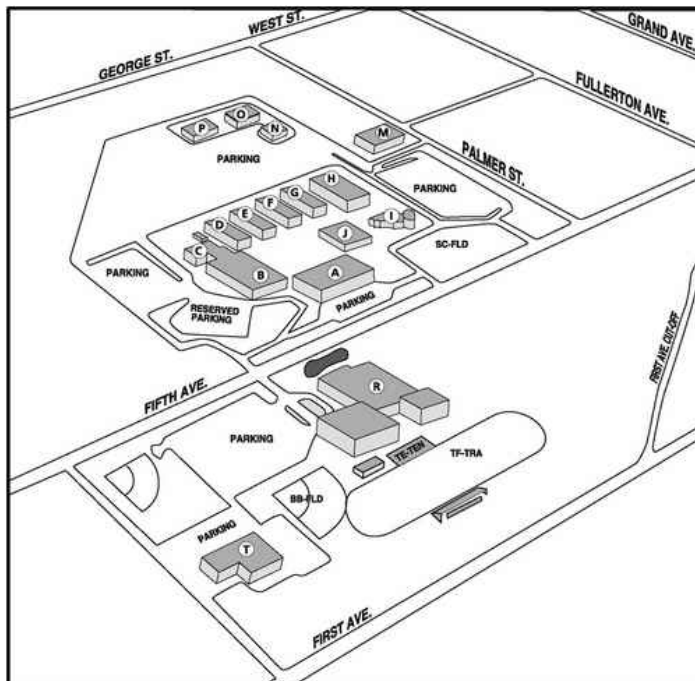 GRAND AVE.
WEST ST.
GEORGE ST.
FULLERTON AVE.
O
P
N
M
PALMER ST.
PARKING
H
PARKING
G
F
I
E
D
J
SC-FLD
C
B
A
PARKING
PARKING
RESERVED
PARKING
FIRST AVE. CUT-OFF
R
FIFTH AVE.
PARKING
TE-TEN
TF-TRA
BB-FLD
PARKING
T
FIRST AVE.